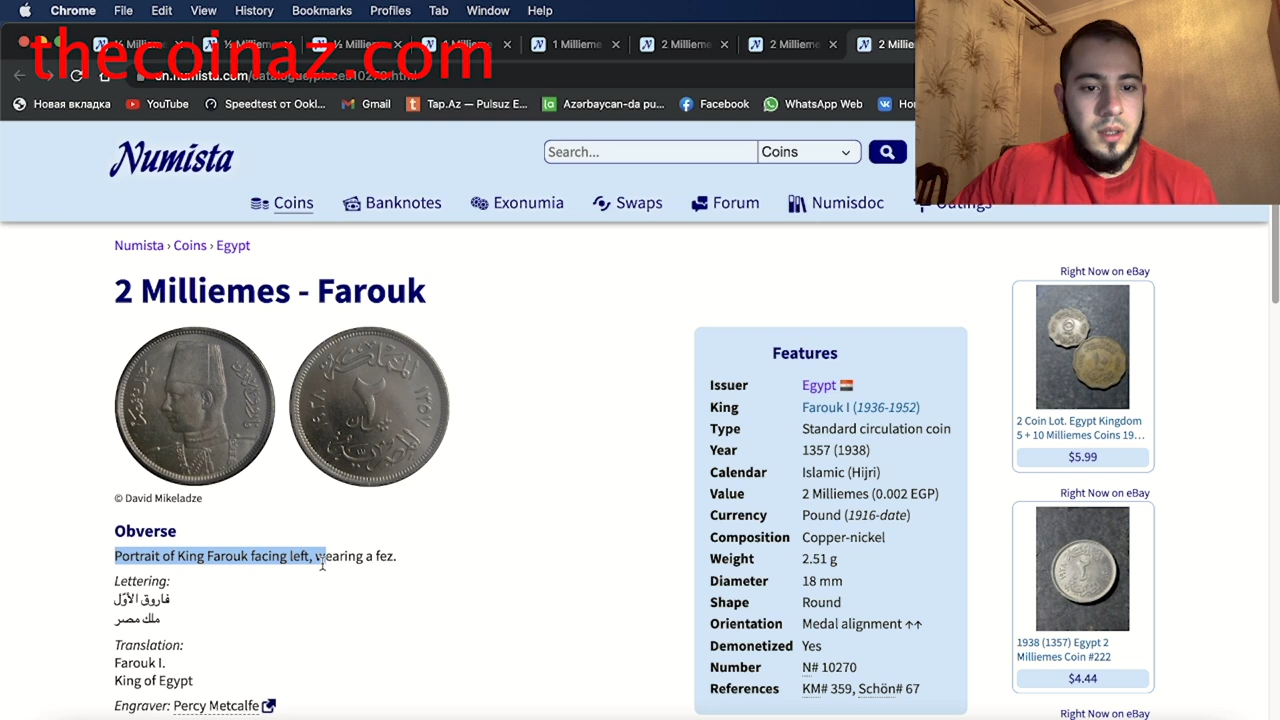 Chrome File Edit View History Bookmarks Profiles Tab Window Help
thecoinaz.com
½ Milliem
1 Millieme
2 Millieme
2 Millieme
2 Millie
Новая вкладка YouTube Speedtest от Ookl... Gmail Tap.Az — Pulsuz E... Azərbaycan-da pu... Facebook WhatsApp Web
Numista
Search... Coins
Coins Banknotes Exonumia Swaps Forum Numisdoc Outings
Numista › Coins › Egypt
2 Milliemes - Farouk
© David Mikeladze
Obverse
Portrait of King Farouk facing left, wearing a fez.
Lettering:
فاروق الأوّل
ملك مصر
Translation:
Farouk I.
King of Egypt
Engraver: Percy Metcalfe
Features
Issuer Egypt
King Farouk I (1936-1952)
Type Standard circulation coin
Year 1357 (1938)
Calendar Islamic (Hijri)
Value 2 Milliemes (0.002 EGP)
Currency Pound (1916-date)
Composition Copper-nickel
Weight 2.51 g
Diameter 18 mm
Shape Round
Orientation Medal alignment ↑↑
Demonetized Yes
Number N# 10270
References KM# 359, Schön# 67
Right Now on eBay
2 Coin Lot. Egypt Kingdom
5 + 10 Milliemes Coins 19...
$5.99
Right Now on eBay
1938 (1357) Egypt 2
Milliemes Coin #222
$4.44
Right Now on eBay